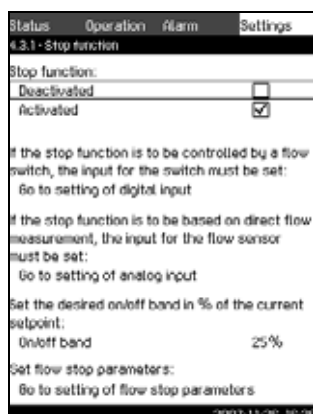 Status Operation Alarm Settings
4.3.1 - Stop function
Stop function:
Deactivated
Activated
If the stop function is to be controlled by a flow
switch, the input for the switch must be set:
Go to setting of digital input
If the stop function is to be based on direct flow
measurement, the input for the flow sensor
must be set:
Go to setting of analog input
Set the desired on/off band in % of the current
setpoint:
On/off band 25%
Set flow stop parameters:
Go to setting of flow stop parameters